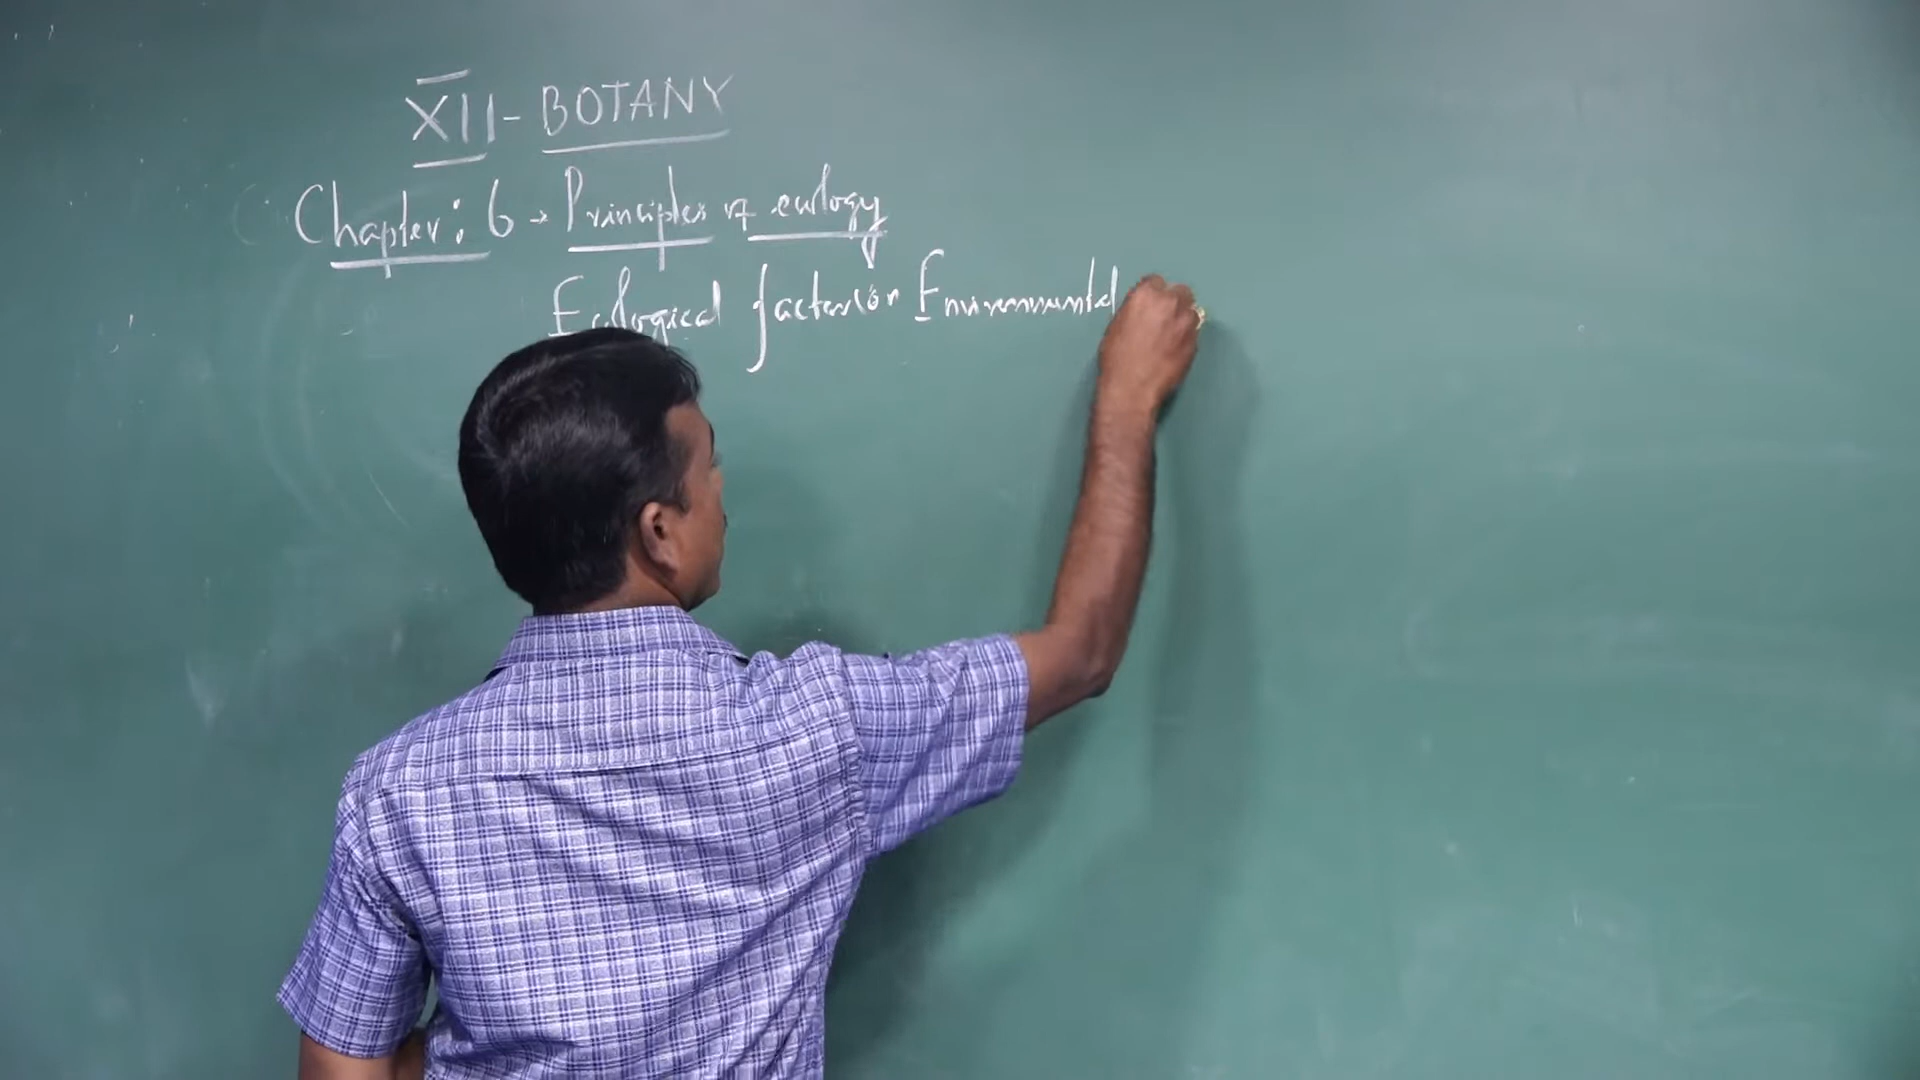 XII - BOTANY
Chapter: 6 → Principles of ecology
Ecological factors or Environmental